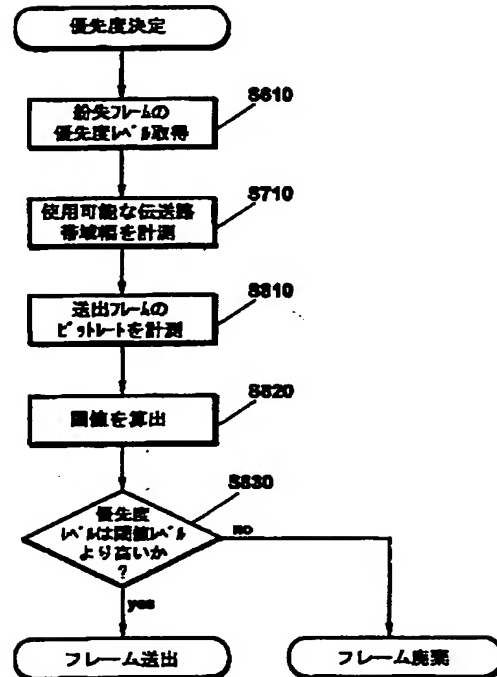 優先度決定
紛失フレームの
優先度レベル取得
S610
使用可能な伝送路
帯域幅を計測
S710
送出フレームの
ビットレートを計測
S810
閾値を算出
S820
優先度
レベルは閾値レベル
より高いか
?
S830
no
yes
フレーム送出
フレーム廃棄